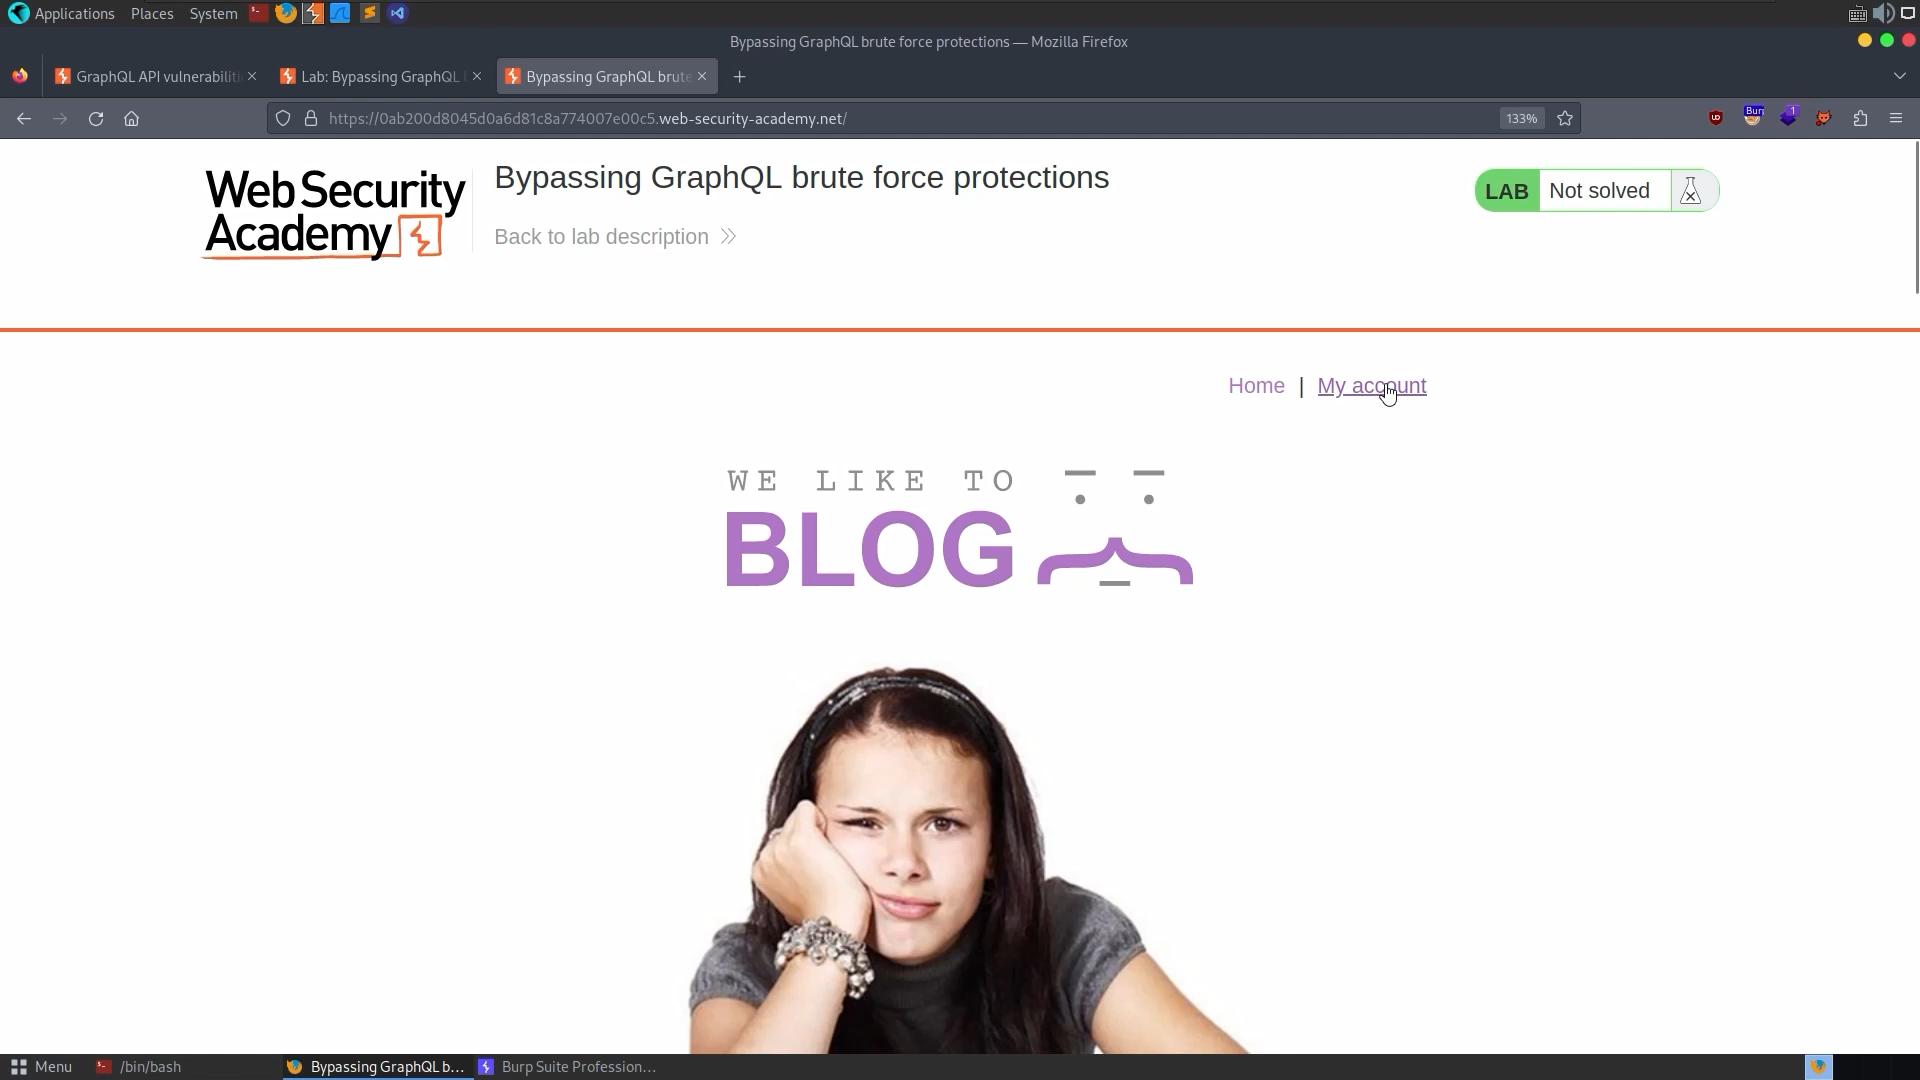 Applications Places System
Bypassing GraphQL brute force protections — Mozilla Firefox
GraphQL API vulnerabiliti
Lab: Bypassing GraphQL
Bypassing GraphQL brute
https://0ab200d8045d0a6d81c8a774007e00c5.web-security-academy.net/
133%
1
Web Security
Academy
Bypassing GraphQL brute force protections
Back to lab description
LAB Not solved
Home | My account
WE LIKE TO
BLOG
Menu
/bin/bash
Bypassing GraphQL b...
Burp Suite Profession...